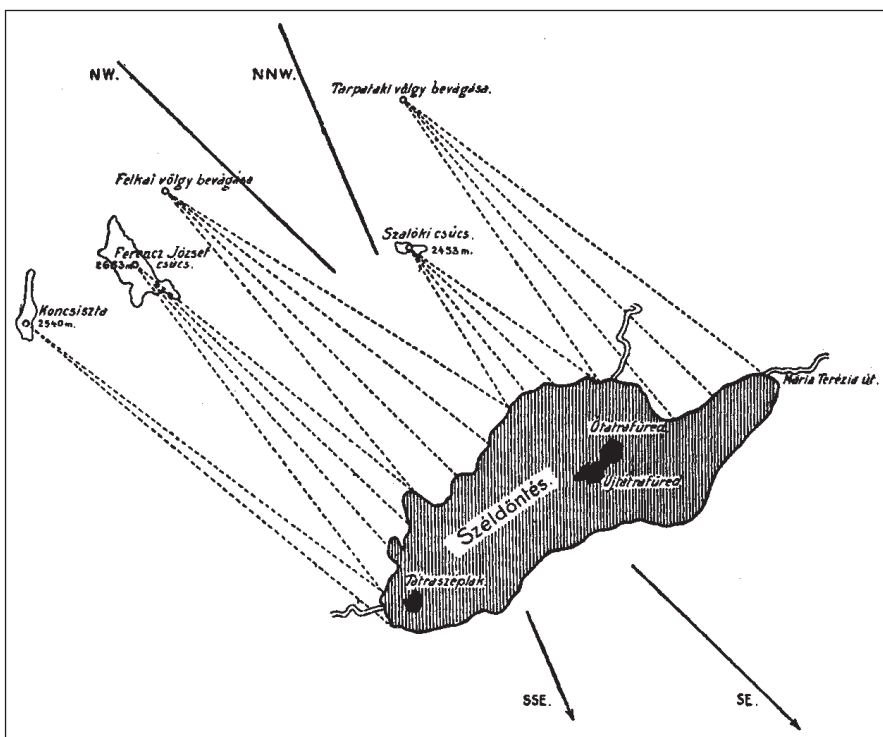 NW.
NNW.
Tarpataki völgy bevágása.
Felkai völgy bevágása
Szalóki csúcs.
2453 m.
Ferencz József
2663 m.
csúcs.
Koncsiszta
2540 m.
Mária Terézia út.
Ótátrafüred.
Ujtátrafüred
Széldöntés.
Tátraszéplak.
SSE.
SE.